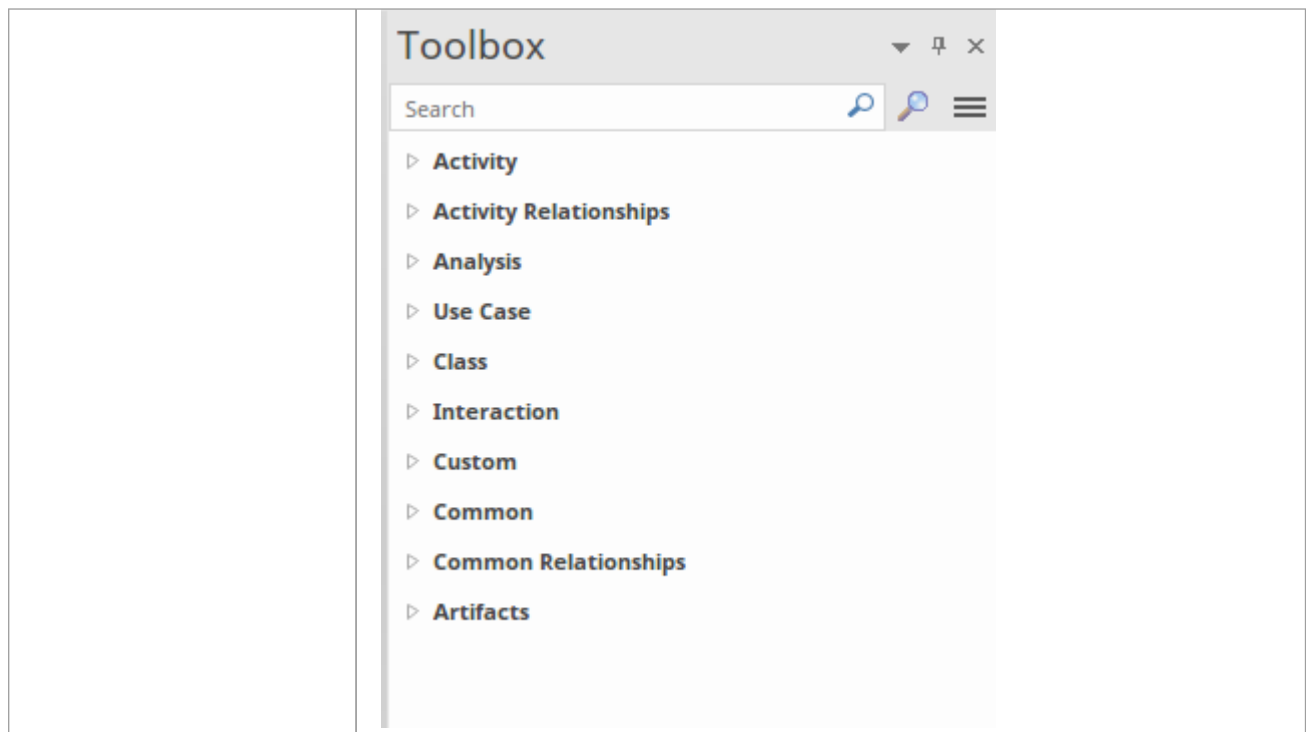 Toolbox
Search
Activity
Activity Relationships
Analysis
Use Case
Class
Interaction
Custom
Common
Common Relationships
Artifacts